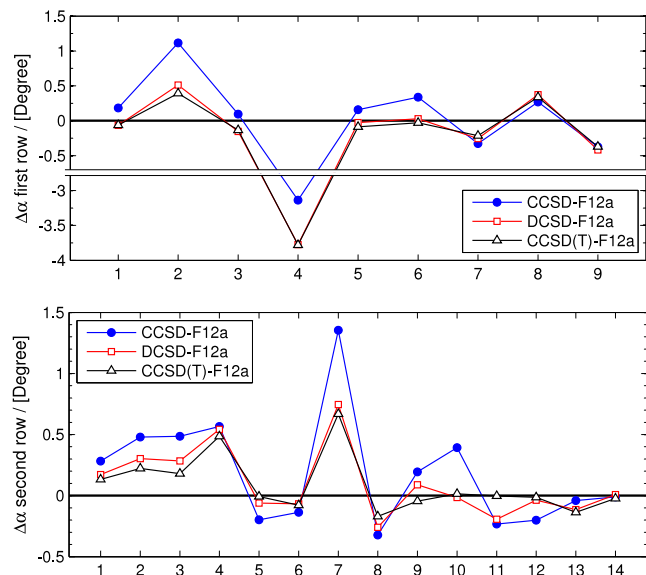 1.5
1
0.5
0
-0.5
-3
-3.5
-4
Δα first row / [Degree]
CCSD-F12a
DCSD-F12a
CCSD(T)-F12a
1 2 3 4 5 6 7 8 9
1.5
1
0.5
0
-0.5
Δα second row / [Degree]
CCSD-F12a
DCSD-F12a
CCSD(T)-F12a
1 2 3 4 5 6 7 8 9 10 11 12 13 14